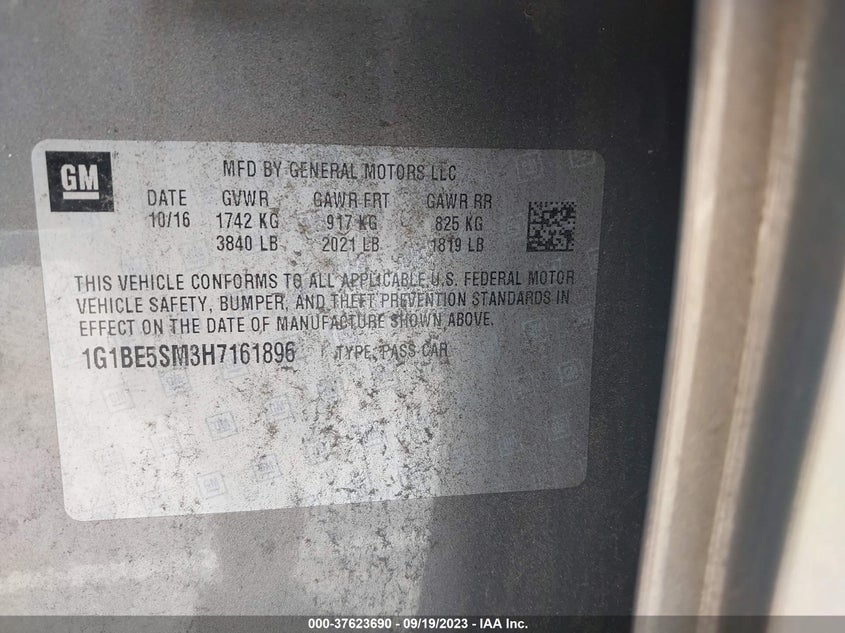 GM
MFD BY GENERAL MOTORS LLC
DATE GVWR GAWR FRT GAWR RR
10/16 1742 KG 917 KG 825 KG
3840 LB 2021 LB 1819 LB
THIS VEHICLE CONFORMS TO ALL APPLICABLE U.S. FEDERAL MOTOR
VEHICLE SAFETY, BUMPER, AND THEFT PREVENTION STANDARDS IN
EFFECT ON THE DATE OF MANUFACTURE SHOWN ABOVE.
1G1BE5SM3H7161896 TYPE: PASS CAR
000-37623690 - 09/19/2023 - IAA Inc.